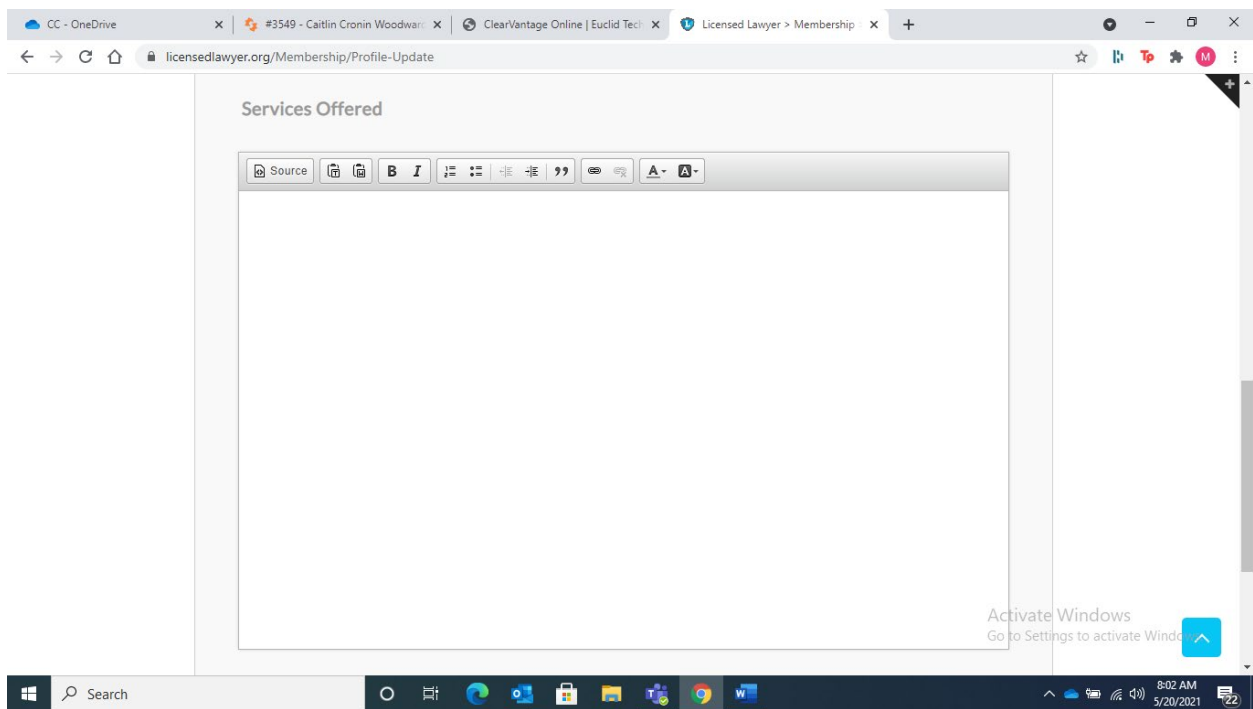 CC - OneDrive
#3549 - Caitlin Cronin Woodward
ClearVantage Online | Euclid Tech
Licensed Lawyer > Membership >
licensedlawyer.org/Membership/Profile-Update
Tp
M
Services Offered
Source
B I
A
A
Activate Windows
Go to Settings to activate Windows
Search
8:02 AM
5/20/2021
22